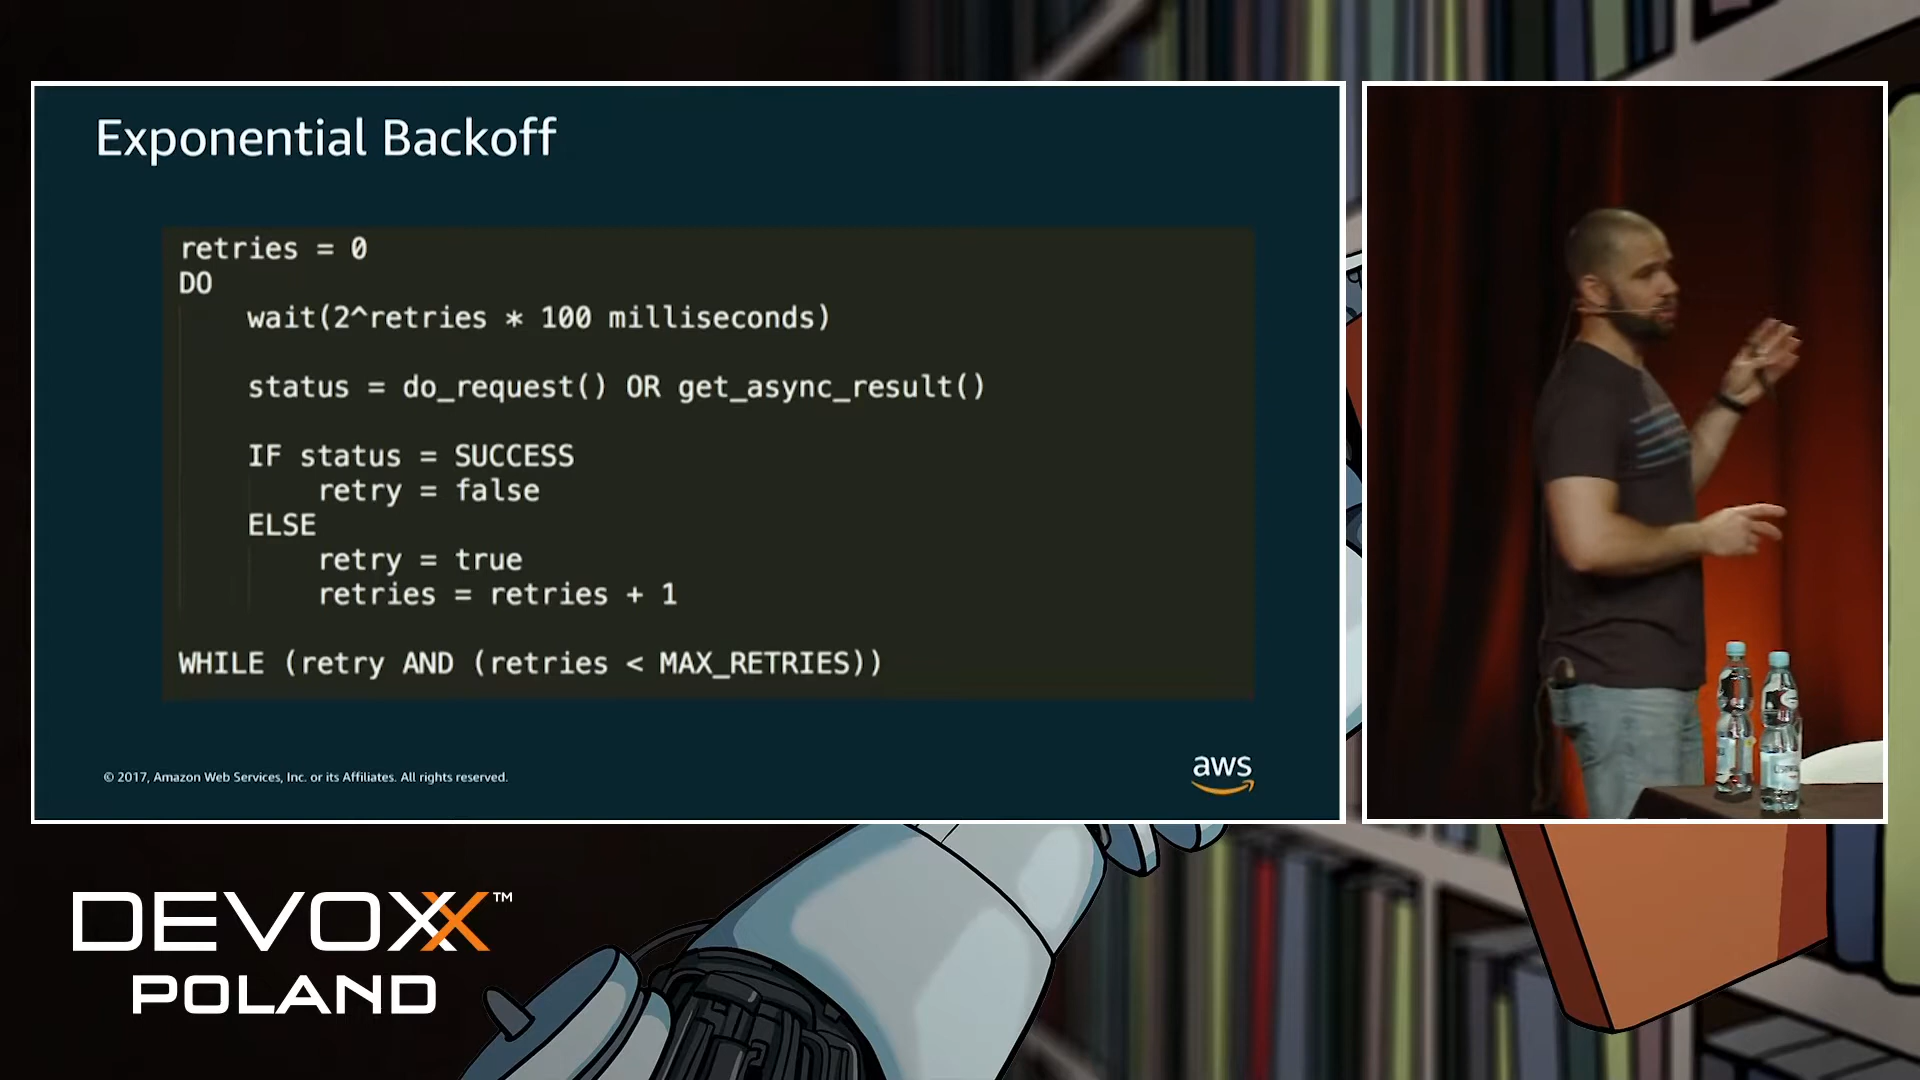 Exponential Backoff
retries = 0
DO
wait(2^retries * 100 milliseconds)
status = do_request() OR get_async_result()
IF status = SUCCESS
retry = false
ELSE
retry = true
retries = retries + 1
WHILE (retry AND (retries < MAX_RETRIES))
© 2017, Amazon Web Services, Inc. or its Affiliates. All rights reserved.
aws
DEVOXX™
POLAND